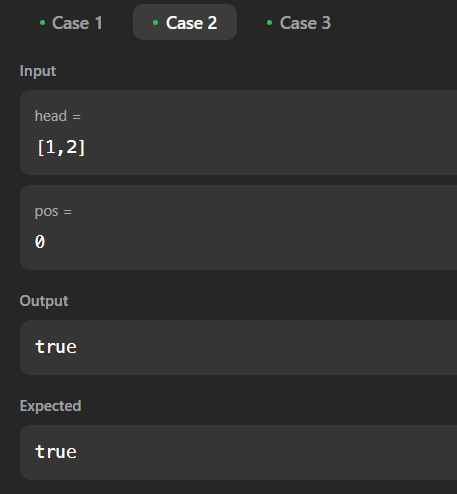 Case 1 Case 2 Case 3
Input
head =
[1,2]
pos =
0
Output
true
Expected
true